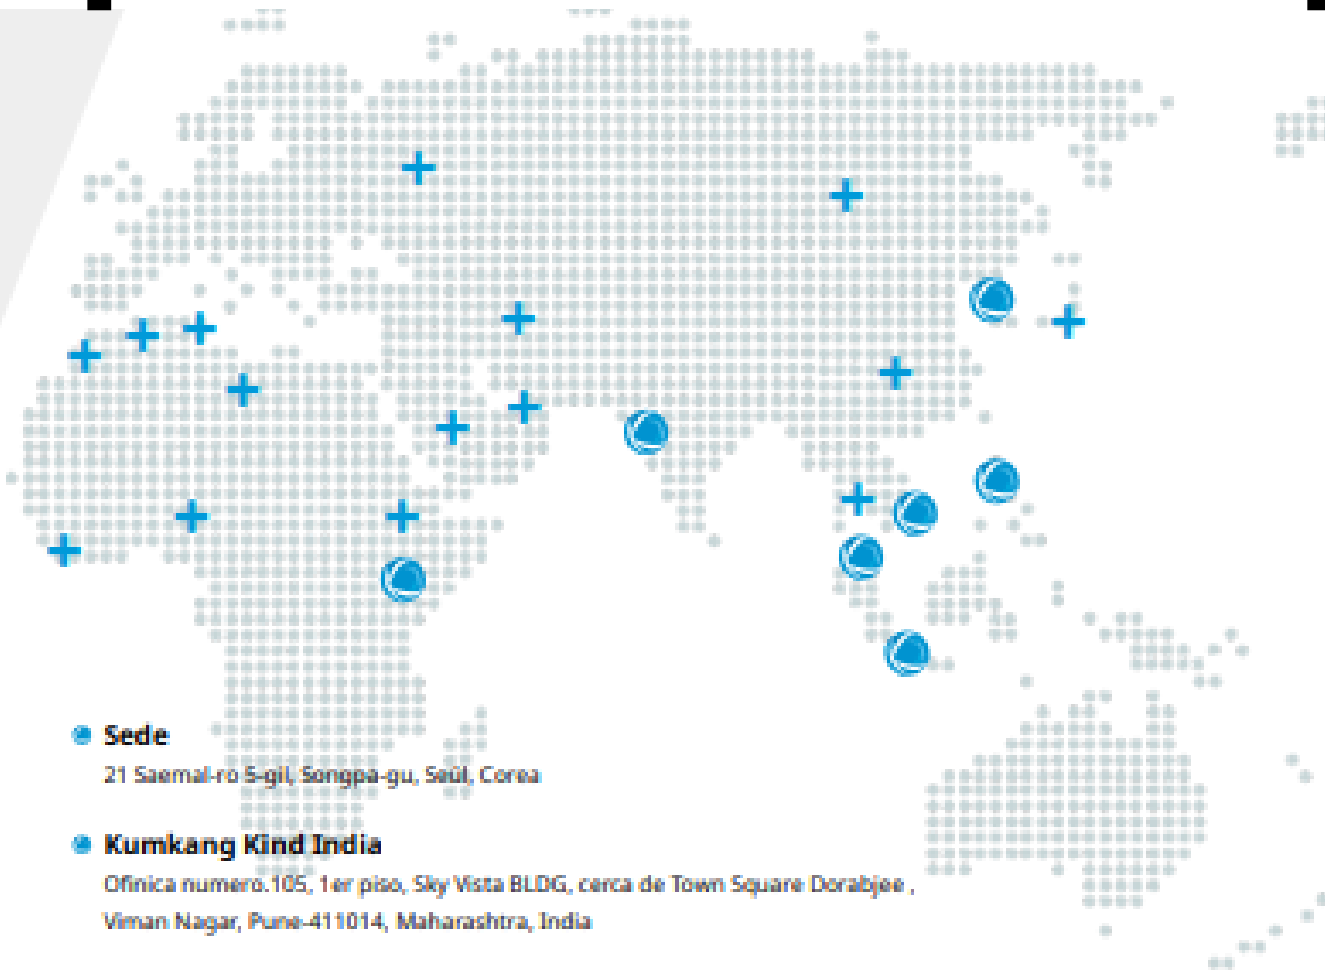 Sede
21 Saemal-ro 5-gil, Songpa-gu, Seúl, Corea
Kumkang Kind India
Ofinica numero.105, 1er piso, Sky Vista BLDG, cerca de Town Square Dorabjee ,
Viman Nagar, Pune-411014, Maharashtra, India